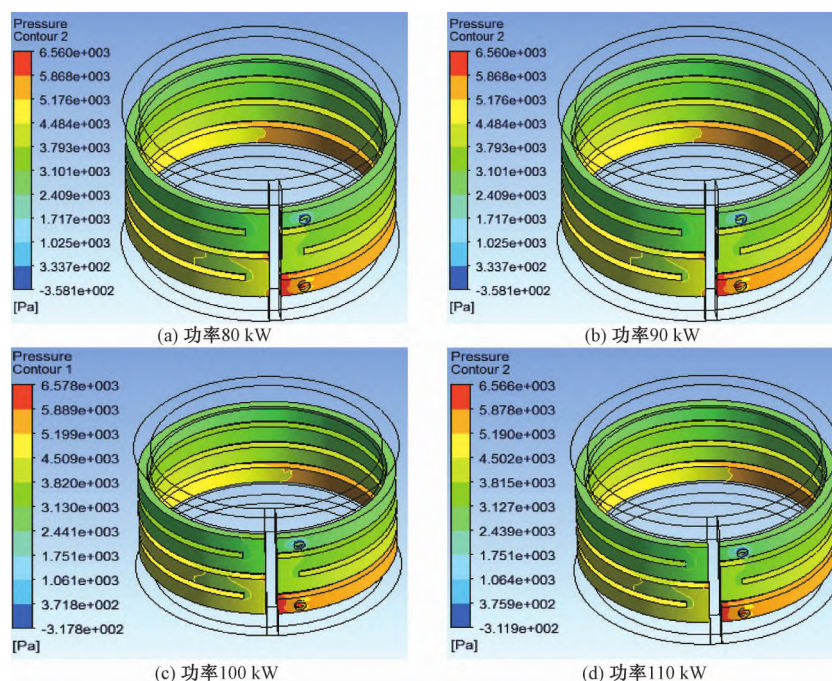 Pressure
Contour 2
6.560e+003
5.868e+003
5.176e+003
4.484e+003
3.793e+003
3.101e+003
2.409e+003
1.717e+003
1.025e+003
3.337e+002
-3.581e+002
[Pa]
(a) 功率80 kW
Pressure
Contour 2
6.560e+003
5.868e+003
5.176e+003
4.484e+003
3.793e+003
3.101e+003
2.409e+003
1.717e+003
1.025e+003
3.337e+002
-3.581e+002
[Pa]
(b) 功率90 kW
Pressure
Contour 1
6.578e+003
5.889e+003
5.199e+003
4.509e+003
3.820e+003
3.130e+003
2.441e+003
1.751e+003
1.061e+003
3.718e+002
-3.178e+002
[Pa]
(c) 功率100 kW
Pressure
Contour 2
6.566e+003
5.878e+003
5.190e+003
4.502e+003
3.815e+003
3.127e+003
2.439e+003
1.751e+003
1.064e+003
3.759e+002
-3.119e+002
[Pa]
(d) 功率110 kW